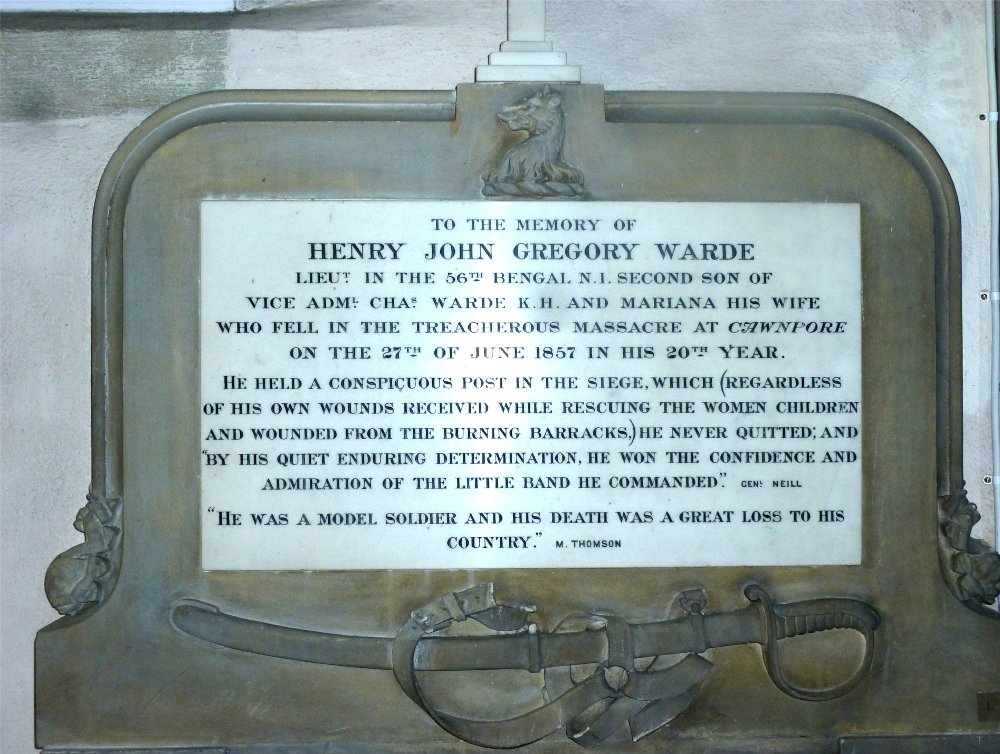 TO THE MEMORY OF
HENRY JOHN GREGORY WARDE
LIEUT. IN THE 56TH BENGAL N.I. SECOND SON OF
VICE ADML. CHAS. WARDE K.H. AND MARIANA HIS WIFE
WHO FELL IN THE TREACHEROUS MASSACRE AT CAWNPORE
ON THE 27TH OF JUNE 1857 IN HIS 20TH YEAR.
HE HELD A CONSPICUOUS POST IN THE SIEGE, WHICH (REGARDLESS
OF HIS OWN WOUNDS RECEIVED WHILE RESCUING THE WOMEN CHILDREN
AND WOUNDED FROM THE BURNING BARRACKS,) HE NEVER QUITTED; AND
"BY HIS QUIET ENDURING DETERMINATION, HE WON THE CONFIDENCE AND
ADMIRATION OF THE LITTLE BAND HE COMMANDED." GENL. NEILL
"HE WAS A MODEL SOLDIER AND HIS DEATH WAS A GREAT LOSS TO HIS
COUNTRY." M. THOMSON